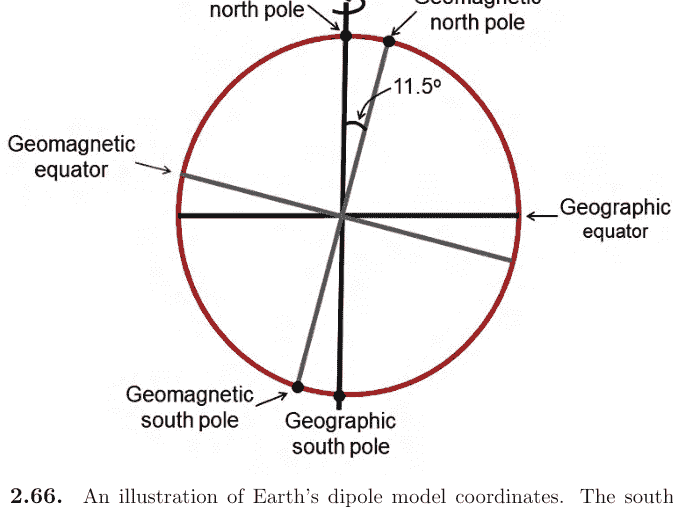 north pole
Geomagnetic
north pole
11.5º
Geomagnetic
equator
Geographic
equator
Geomagnetic
south pole
Geographic
south pole
2.66. An illustration of Earth's dipole model coordinates. The south